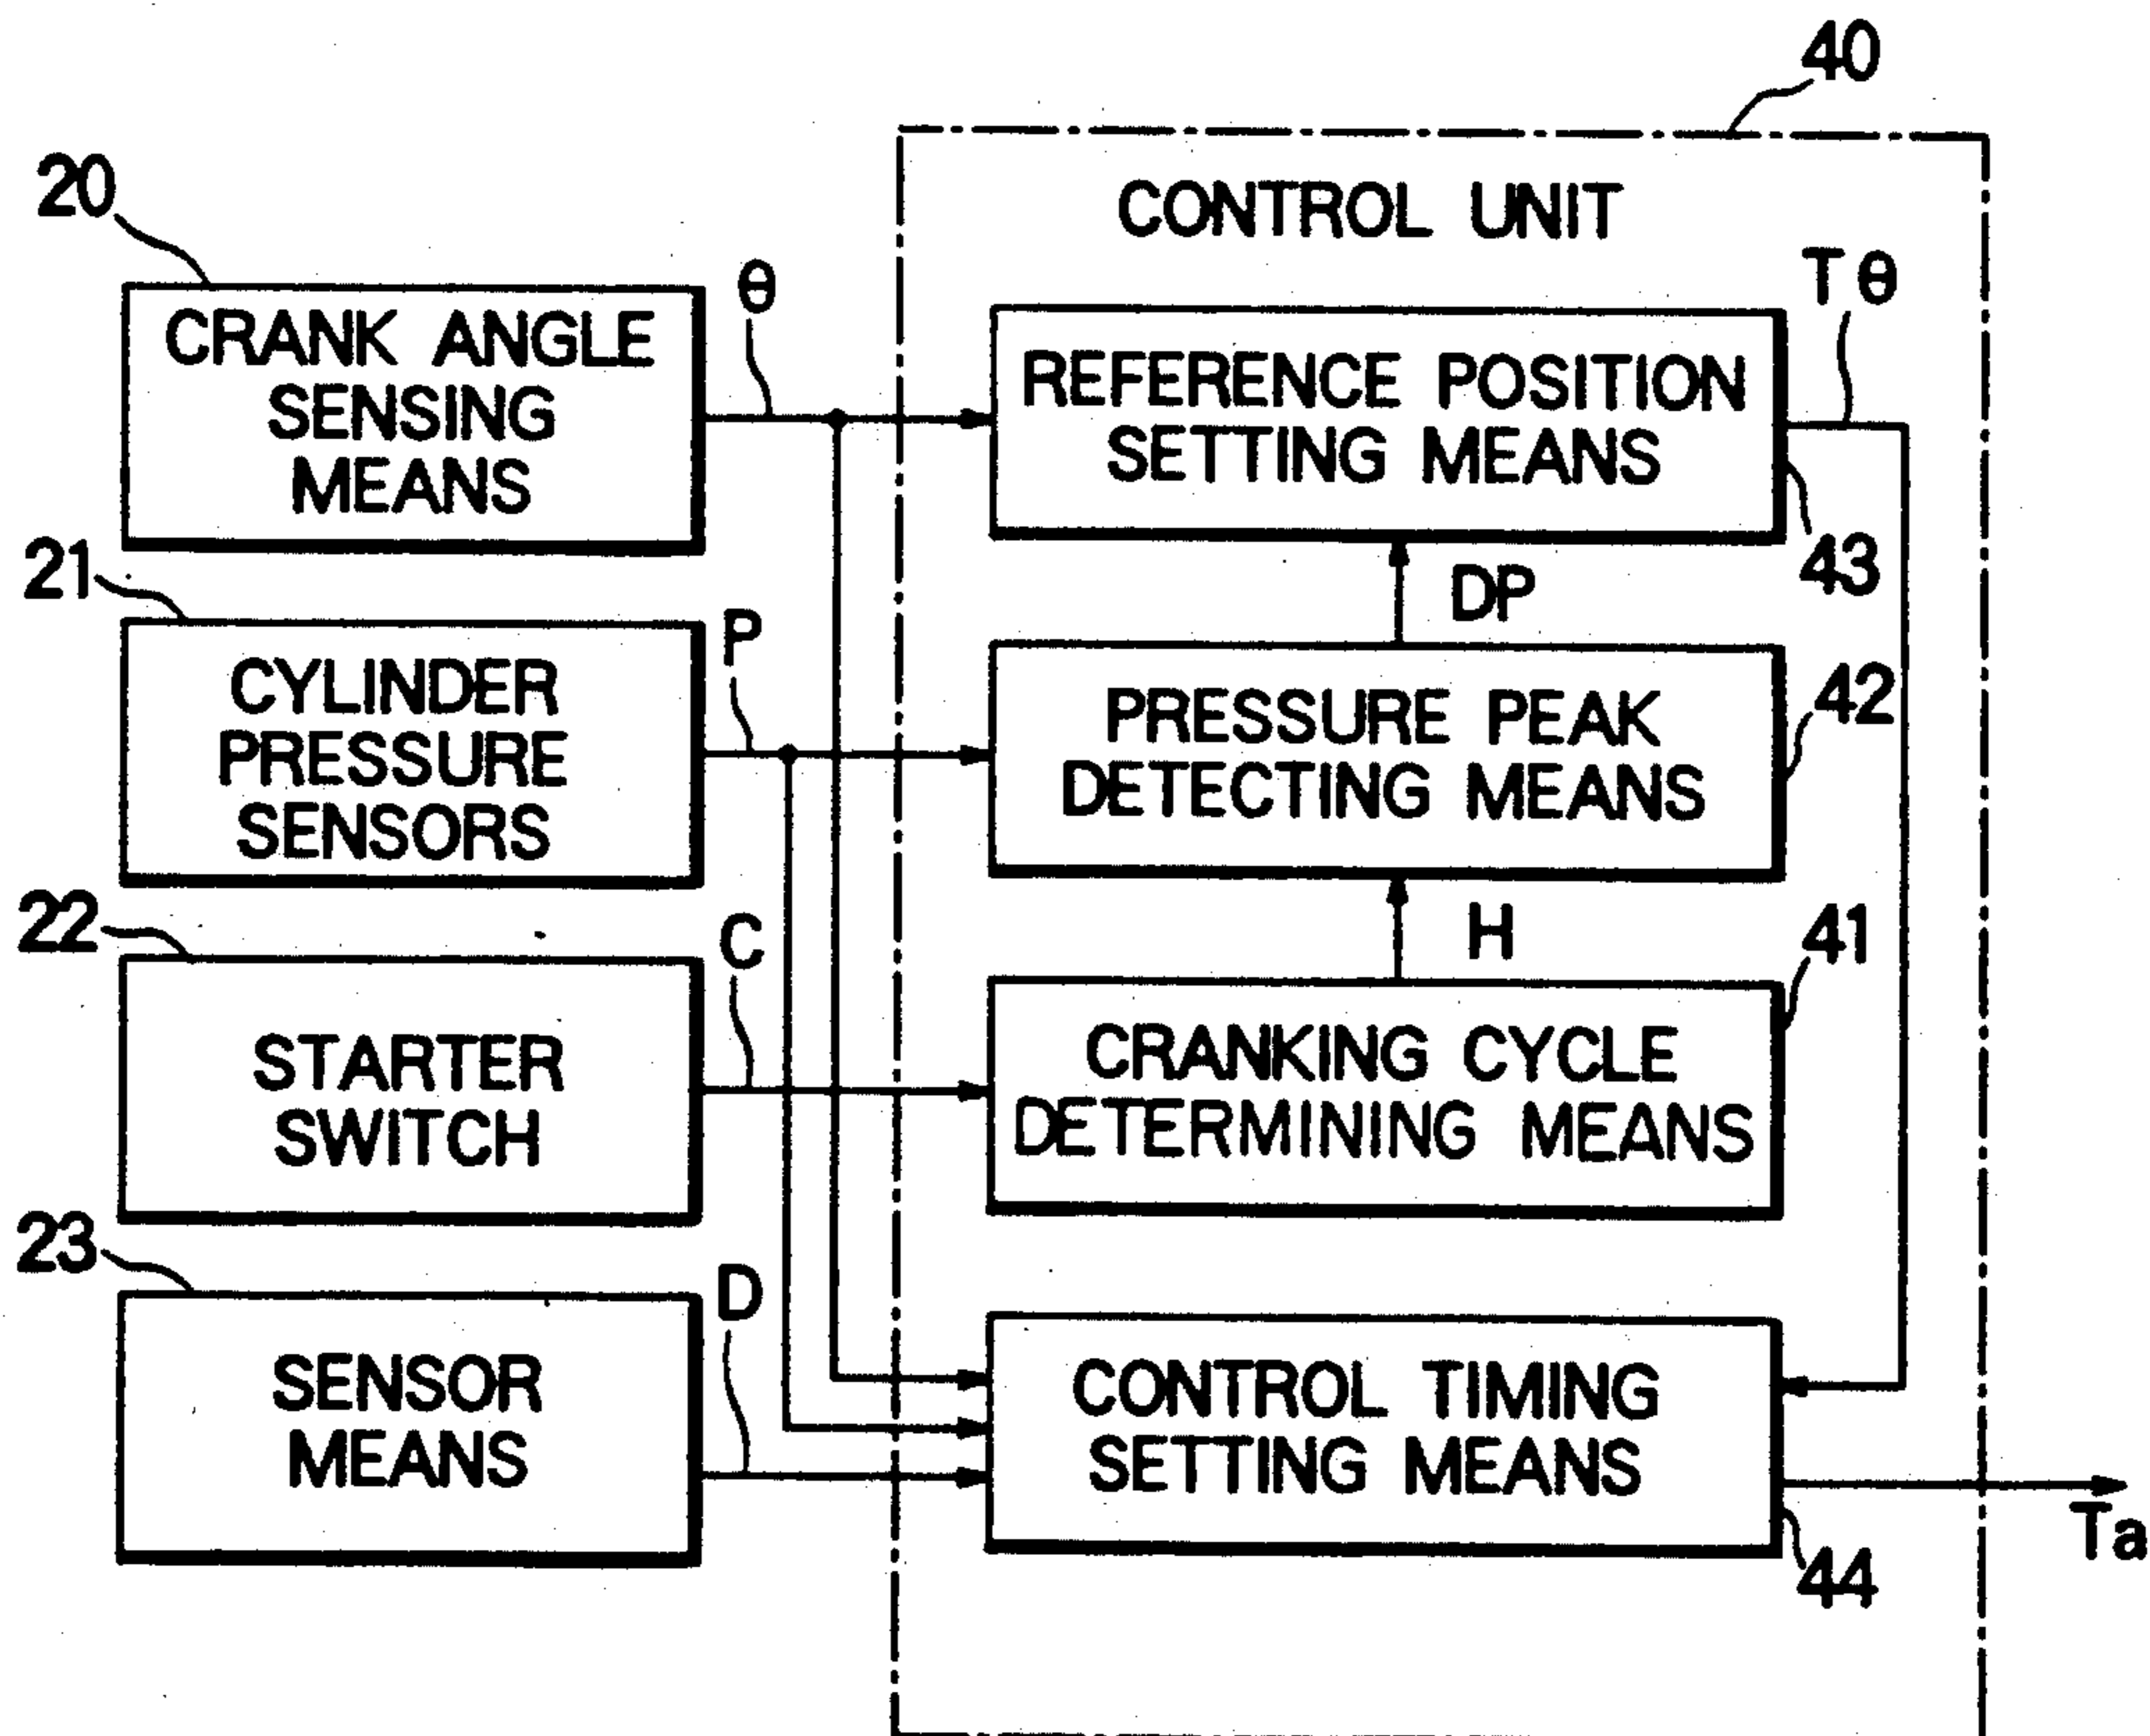 40
CONTROL UNIT
20
CRANK ANGLE
SENSING
MEANS
θ
REFERENCE POSITION
SETTING MEANS
Tθ
43
21
CYLINDER
PRESSURE
SENSORS
P
DP
PRESSURE PEAK
DETECTING MEANS
42
22
STARTER
SWITCH
C
H
CRANKING CYCLE
DETERMINING MEANS
41
23
SENSOR
MEANS
D
CONTROL TIMING
SETTING MEANS
44
Ta